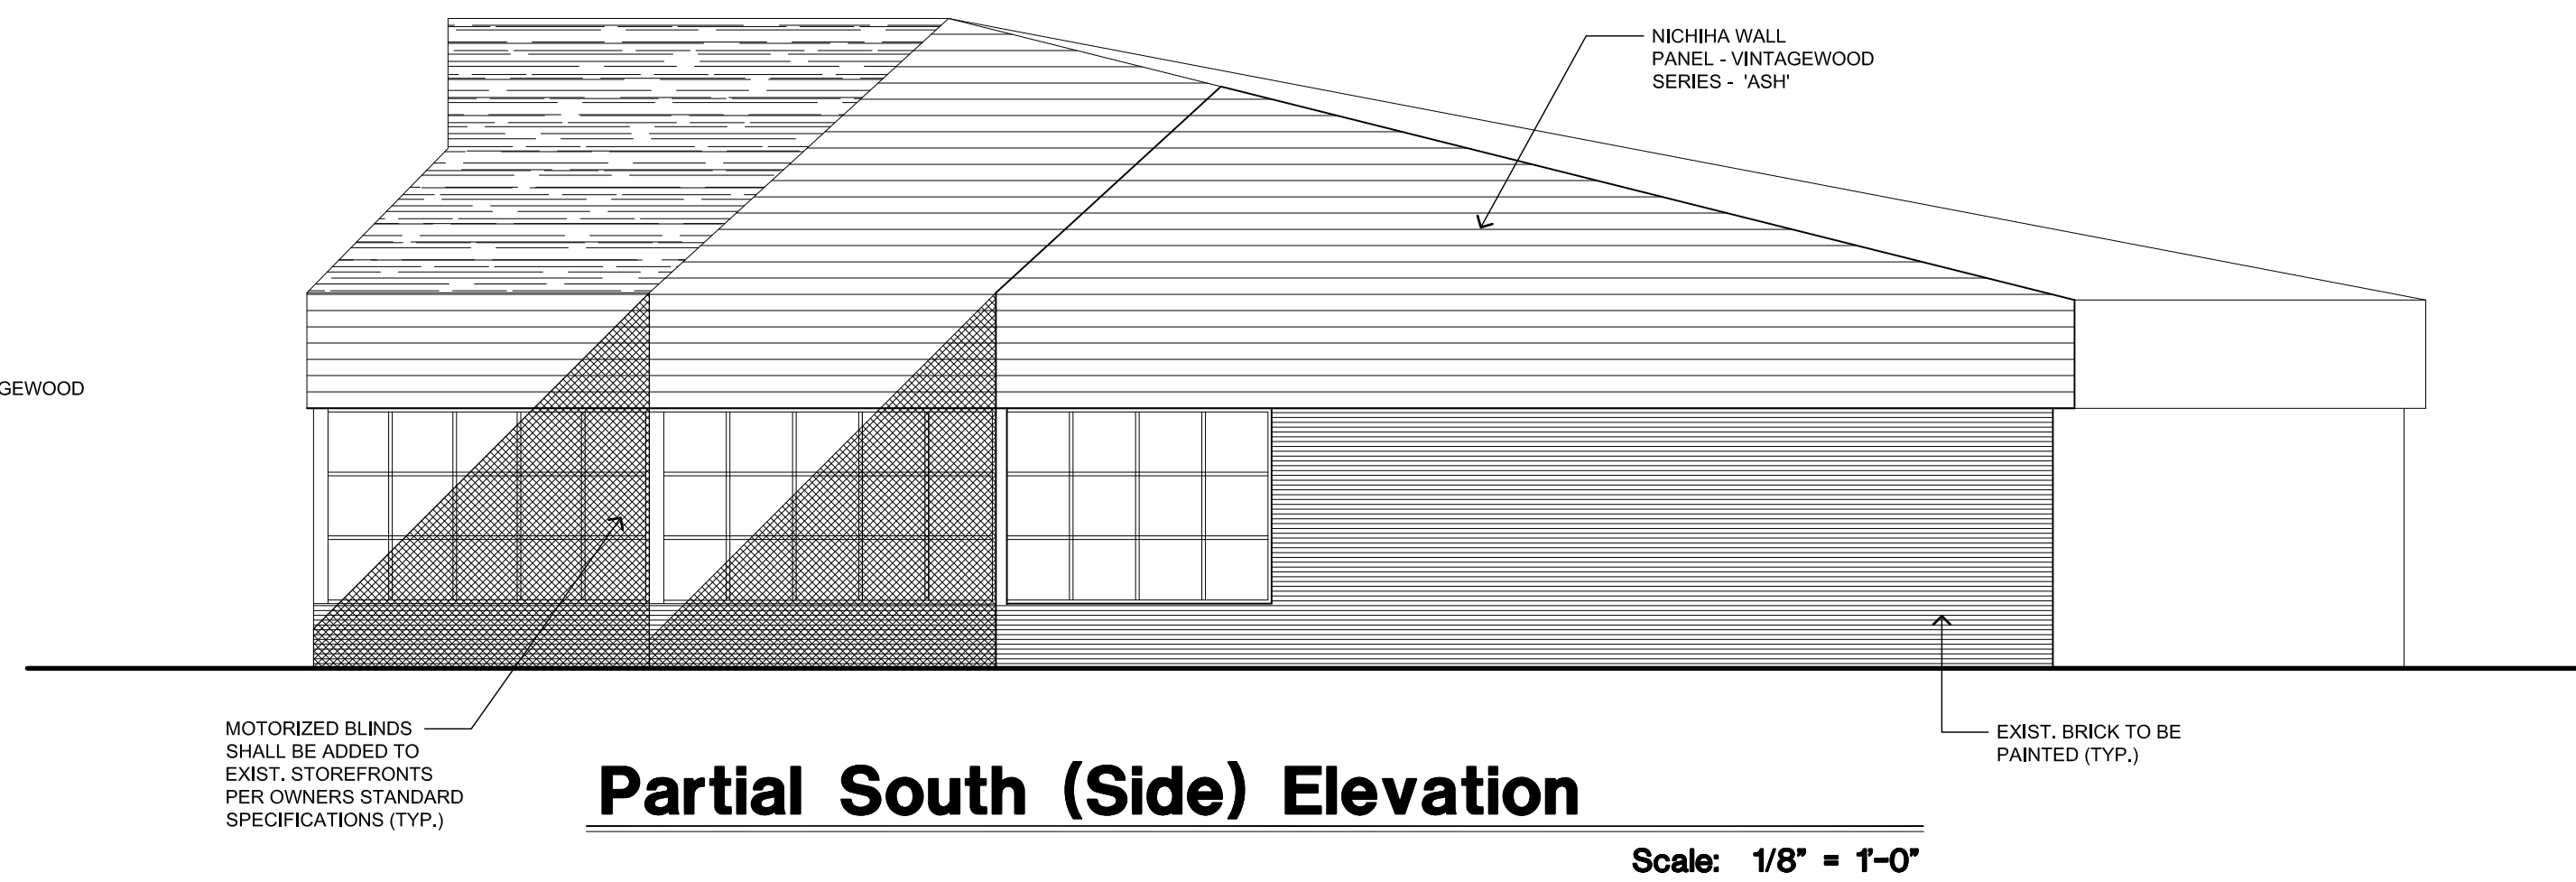 NICHIHA WALL
PANEL - VINTAGEWOOD
SERIES - 'ASH'
GEWOOD
MOTORIZED BLINDS
SHALL BE ADDED TO
EXIST. STOREFRONTS
PER OWNERS STANDARD
SPECIFICATIONS (TYP.)
EXIST. BRICK TO BE
PAINTED (TYP.)
Partial South (Side) Elevation
Scale: 1/8" = 1'-0"